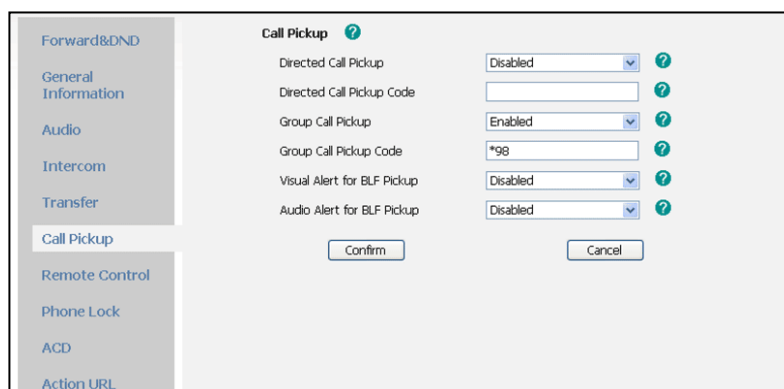 Forward&DND
General
Information
Audio
Intercom
Transfer
Call Pickup
Remote Control
Phone Lock
ACD
Action URL
Call Pickup ?
Directed Call Pickup Disabled ?
Directed Call Pickup Code ?
Group Call Pickup Enabled ?
Group Call Pickup Code *98 ?
Visual Alert for BLF Pickup Disabled ?
Audio Alert for BLF Pickup Disabled ?
Confirm Cancel